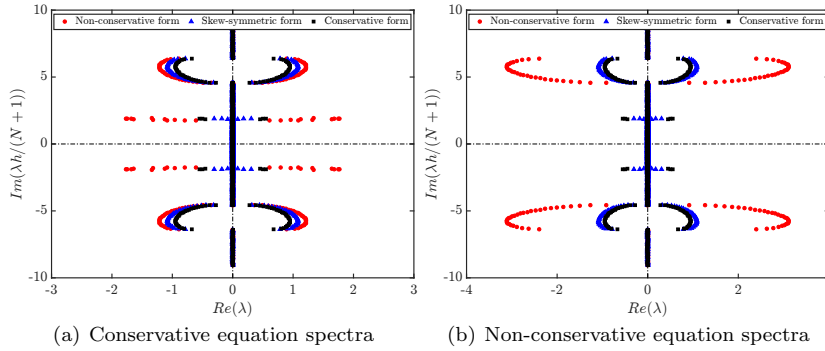 Non-conservative form Skew-symmetric form Conservative form
10
5
0
-5
-10
Im(λh/(N + 1))
-3 -2 -1 0 1 2 3
Re(λ)
(a) Conservative equation spectra
Non-conservative form Skew-symmetric form Conservative form
10
5
0
-5
-10
Im(λh/(N + 1))
-4 -2 0 2
Re(λ)
(b) Non-conservative equation spectra